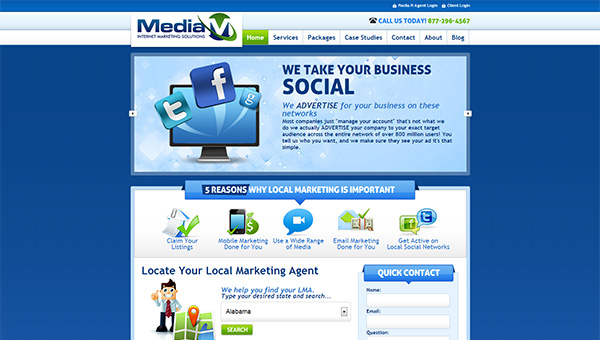 Media M Agent Login
Client Login
Media M
INTERNET MARKETING SOLUTIONS
CALL US TODAY! 877-296-4567
Home Services Packages Case Studies Contact About Blog
WE TAKE YOUR BUSINESS
SOCIAL
We ADVERTISE for your business on these
networks
Most companies just "manage your account" that's not what we
do we actually ADVERTISE your company to your exact target
audience across the entire network of over 800 million users! You
tell us who you want, and we make sure they see your ad it's that
simple.
t f g
5 REASONS WHY LOCAL MARKETING IS IMPORTANT
Claim Your
Listings
Mobile Marketing
Done for You
Use a Wide Range
of Media
Email Marketing
Done for You
Get Active on
Local Social Networks
Locate Your Local Marketing Agent
We help you find your LMA.
Type your desired state and search...
Alabama
SEARCH
QUICK CONTACT
Name:
Email:
Question: